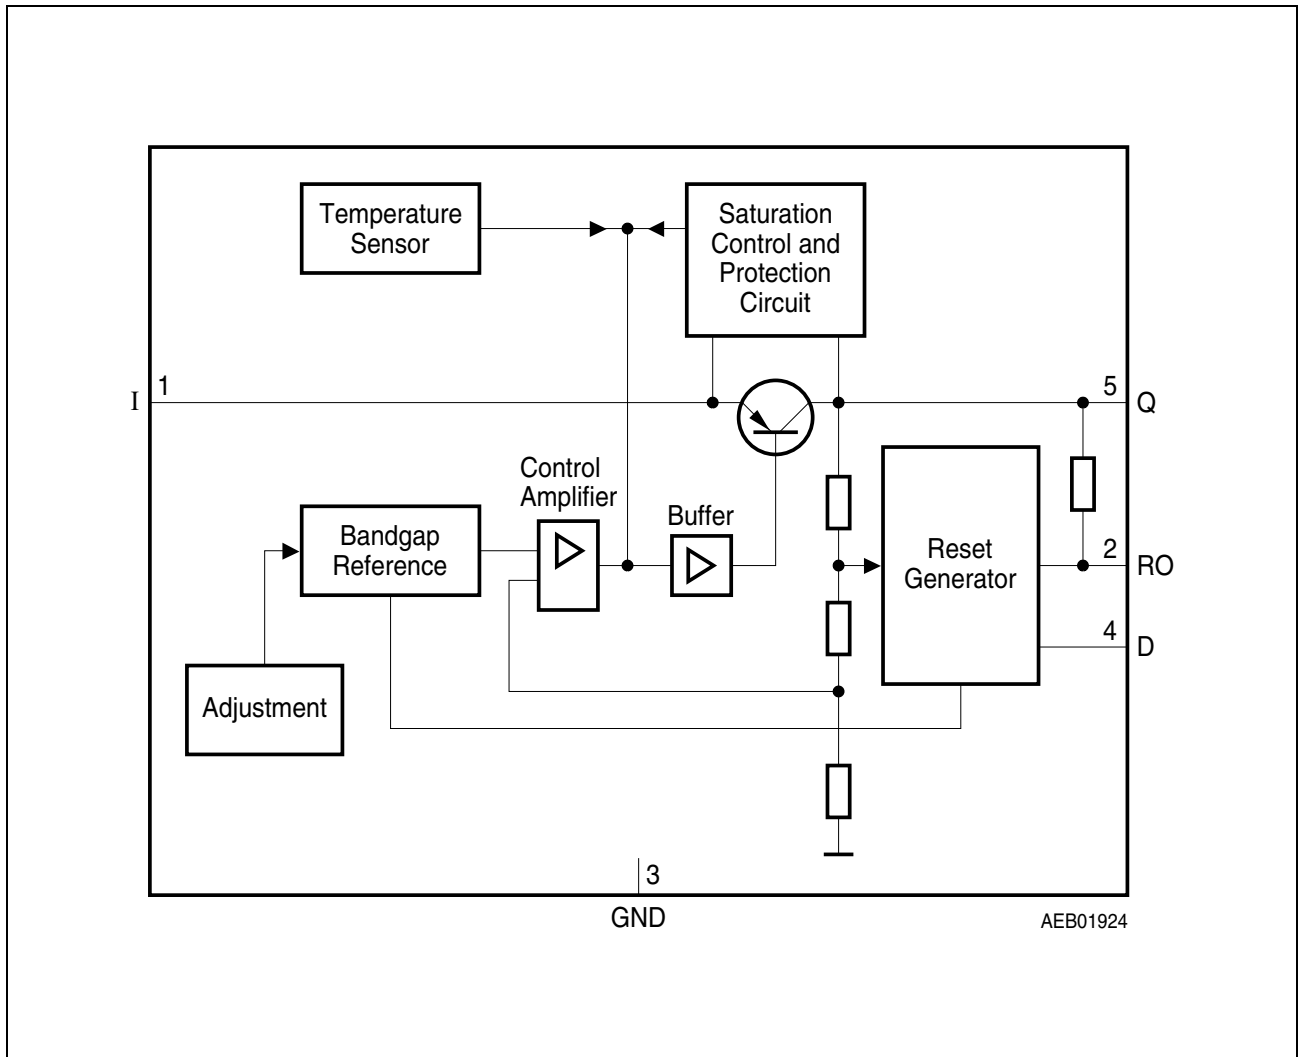 Temperature
Sensor
Saturation
Control and
Protection
Circuit
I
1
5
Q
Control
Amplifier
Buffer
Bandgap
Reference
Reset
Generator
2
RO
4
D
Adjustment
3
GND
AEB01924